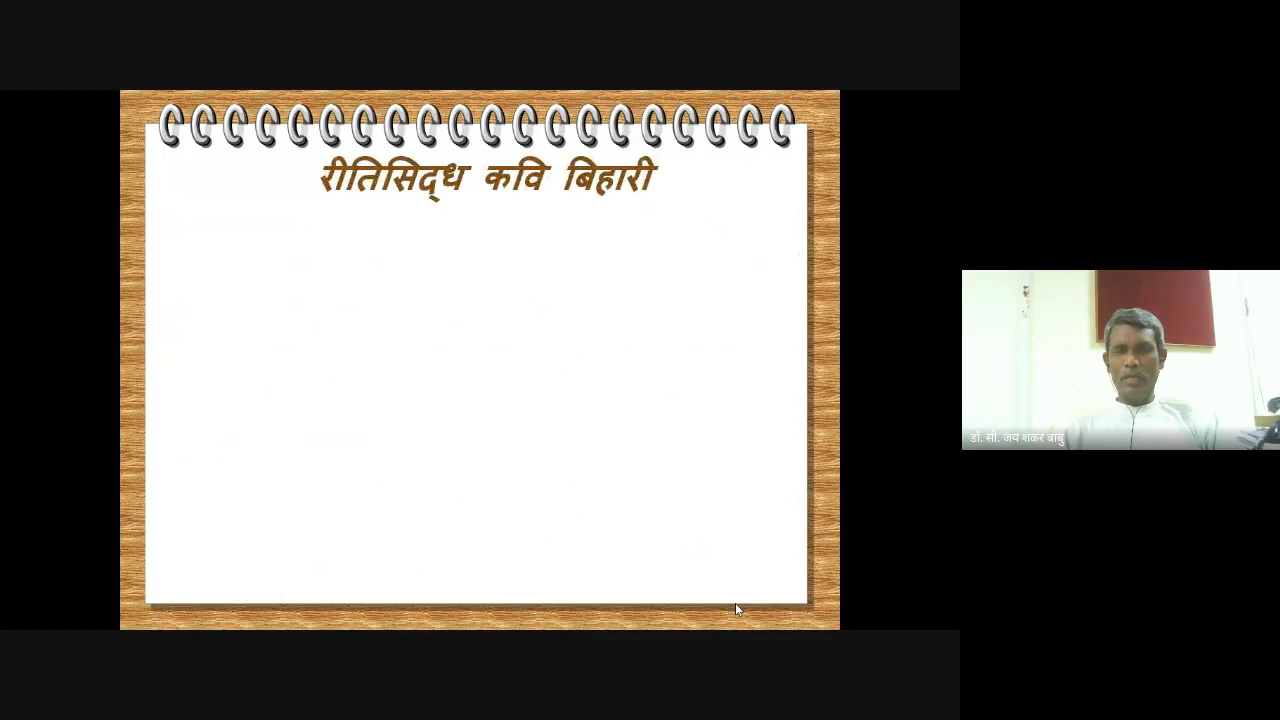 रीतिसिद्ध कवि बिहारी
डॉ. सी. जय शंकर बाबु